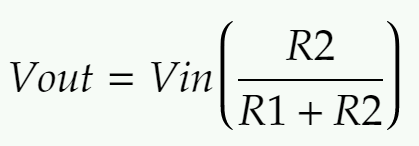 Vout = Vin(R2/(R1 + R2))